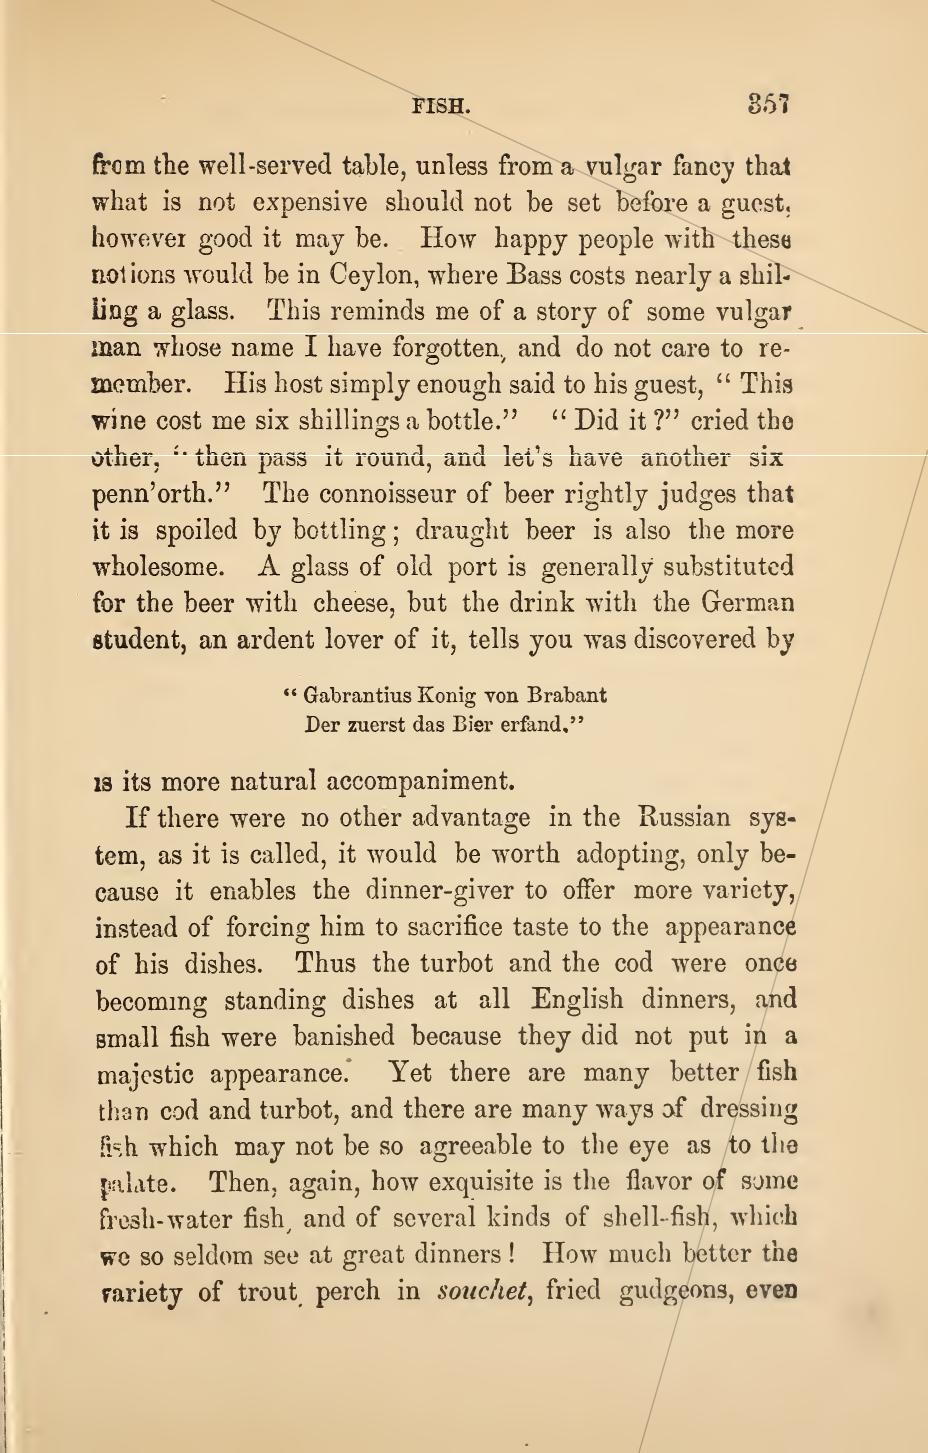 FISH. 357
from the well-served table, unless from a vulgar fancy that
what is not expensive should not be set before a guest,
however good it may be. How happy people with these
notions would be in Ceylon, where Bass costs nearly a shil-
ling a glass. This reminds me of a story of some vulgar
man whose name I have forgotten, and do not care to re-
member. His host simply enough said to his guest, “ This
wine cost me six shillings a bottle.” “ Did it ?” cried the
other, “ then pass it round, and let’s have another six
penn’orth.” The connoisseur of beer rightly judges that
it is spoiled by bottling ; draught beer is also the more
wholesome. A glass of old port is generally substituted
for the beer with cheese, but the drink with the German
student, an ardent lover of it, tells you was discovered by
“ Gabrantius Konig von Brabant
Der zuerst das Bier erfand.”
is its more natural accompaniment.
If there were no other advantage in the Russian sys-
tem, as it is called, it would be worth adopting, only be-
cause it enables the dinner-giver to offer more variety,
instead of forcing him to sacrifice taste to the appearance
of his dishes. Thus the turbot and the cod were once
becoming standing dishes at all English dinners, and
small fish were banished because they did not put in a
majestic appearance. Yet there are many better fish
than cod and turbot, and there are many ways of dressing
fish which may not be so agreeable to the eye as to the
palate. Then, again, how exquisite is the flavor of some
fresh-water fish, and of several kinds of shell-fish, which
we so seldom see at great dinners ! How much better the
variety of trout, perch in souchet, fried gudgeons, even